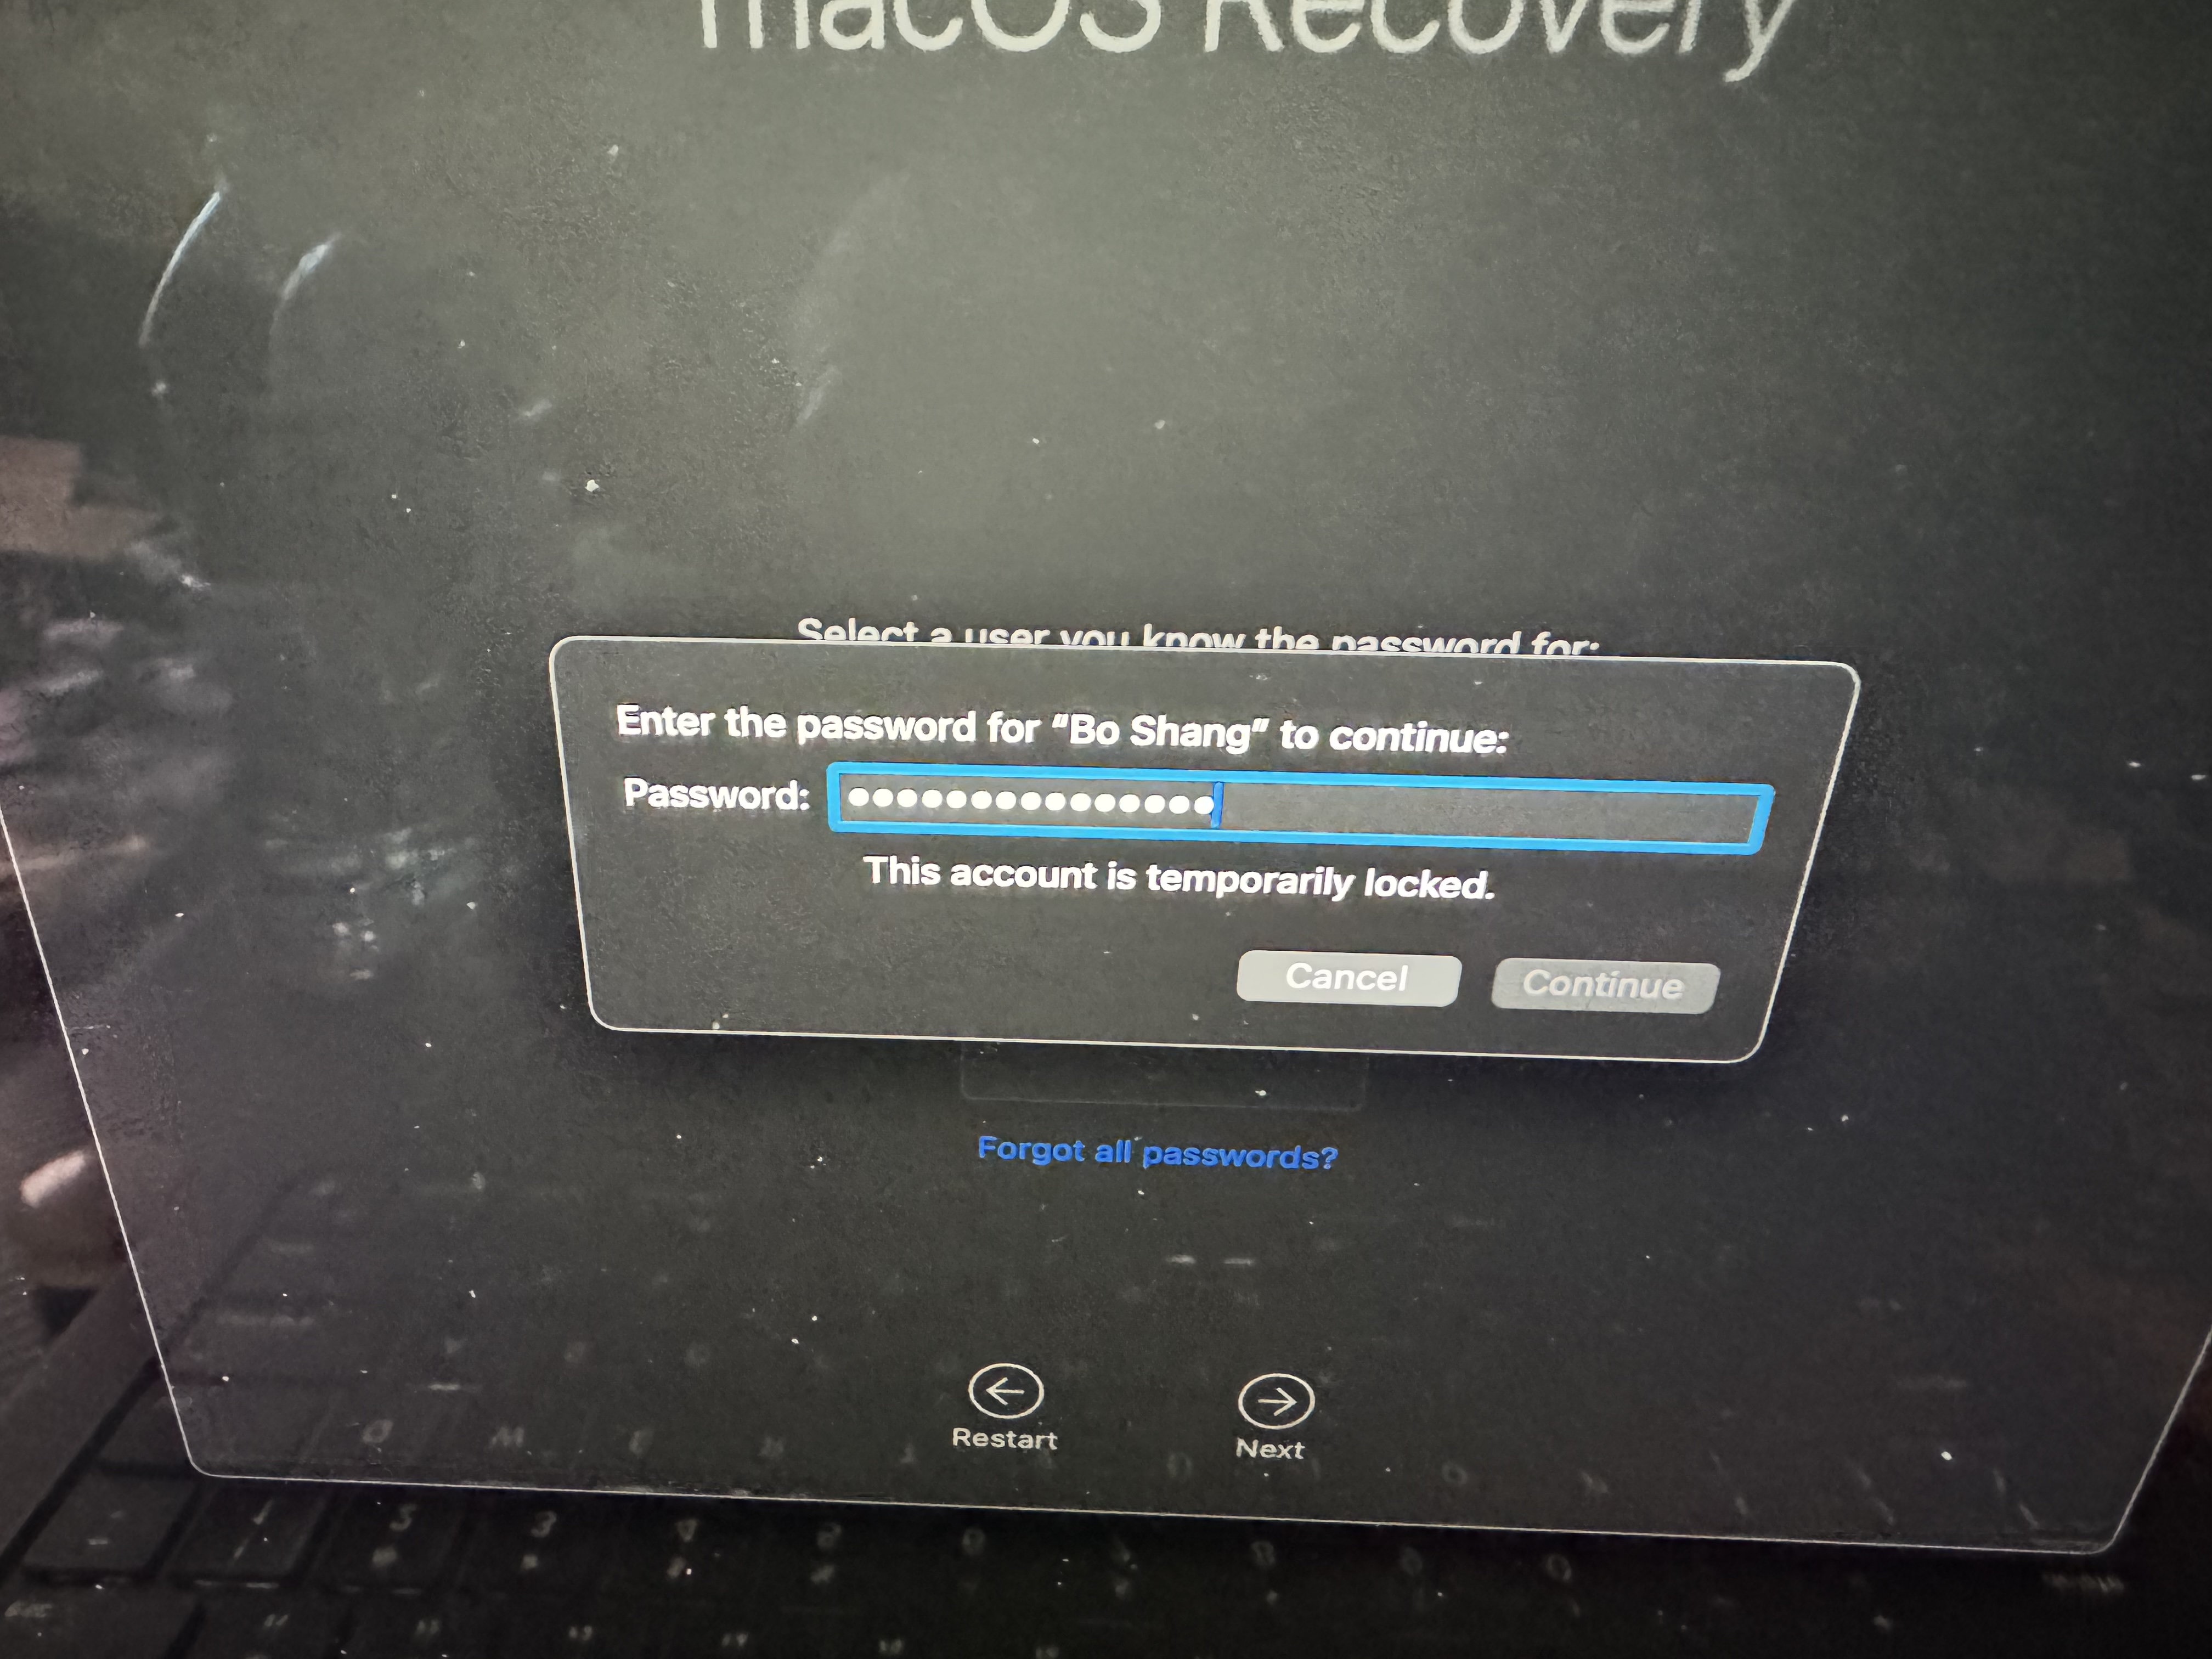 macOS Recovery
Select a user you know the password for:
Enter the password for “Bo Shang” to continue:
Password:
This account is temporarily locked.
Cancel
Continue
Forgot all passwords?
Restart
Next